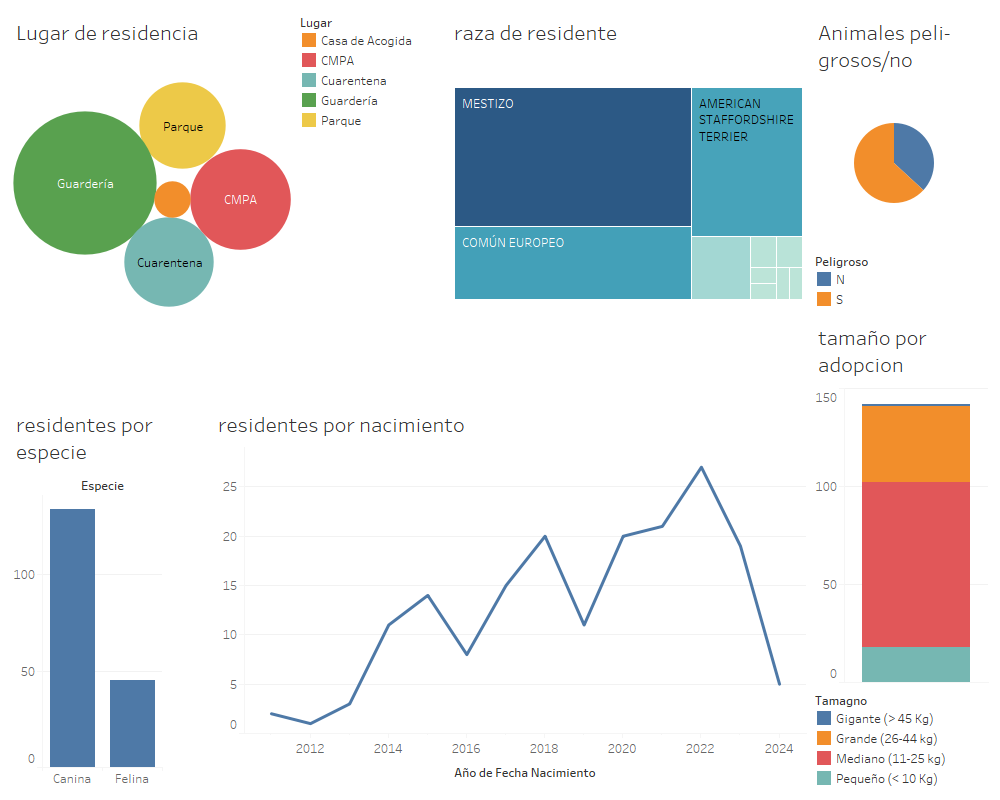 Lugar de residencia
Lugar
Casa de Acogida
CMPA
Cuarentena
Guardería
Parque
Parque
Guardería
CMPA
Cuarentena
raza de residente
MESTIZO
AMERICAN
STAFFORDSHIRE
TERRIER
COMÚN EUROPEO
Animales peli-
grosos/no
Peligroso
N
S
residentes por
especie
Especie
100
50
0
Canina
Felina
residentes por nacimiento
25
20
15
10
5
0
2012
2014
2016
2018
2020
2022
2024
Año de Fecha Nacimiento
tamaño por
adopcion
150
100
50
0
Tamagno
Gigante (> 45 Kg)
Grande (26-44 kg)
Mediano (11-25 kg)
Pequeño (< 10 Kg)